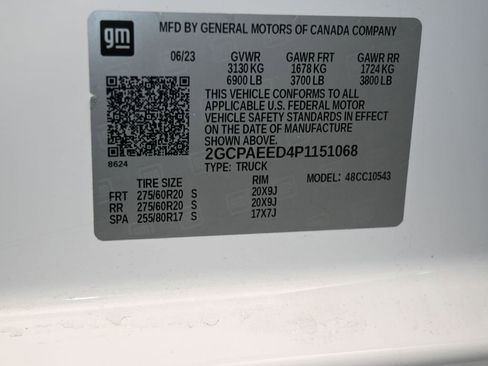 gm
MFD BY GENERAL MOTORS OF CANADA COMPANY
06/23 GVWR GAWR FRT GAWR RR
3130 KG 1678 KG 1724 KG
6900 LB 3700 LB 3800 LB
THIS VEHICLE CONFORMS TO ALL
APPLICABLE U.S. FEDERAL MOTOR
VEHICLE SAFETY STANDARDS IN EFFECT
ON THE DATE OF MANUFACTURE SHOWN
ABOVE.
8624
2GCPAEED4P1151068
TYPE: TRUCK MODEL: 48CC10543
TIRE SIZE RIM
FRT 275/60R20 S 20X9J
RR 275/60R20 S 20X9J
SPA 255/80R17 S 17X7J